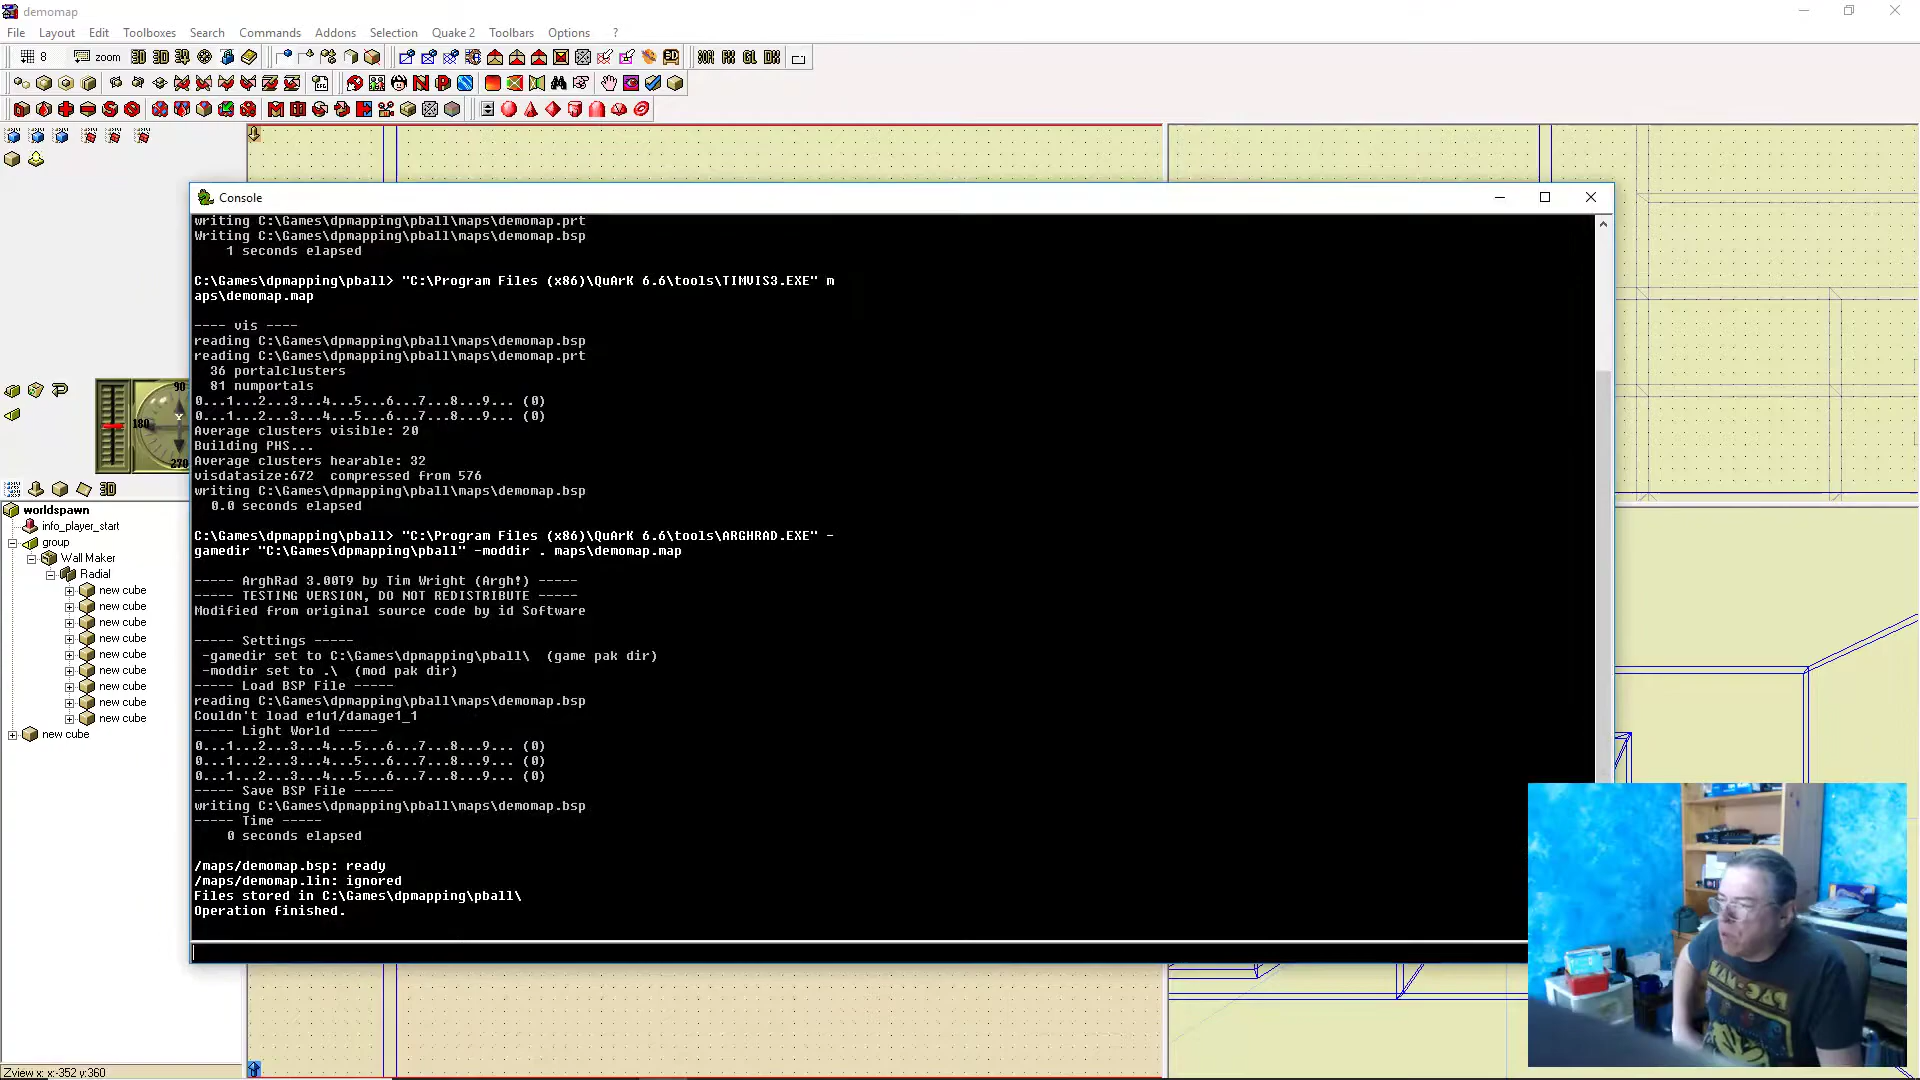 demomap
File Layout Edit Toolboxes Search Commands Addons Selection Quake 2 Toolbars Options ?
8 zoom 3D 3D GL DX
Console
writing C:\Games\dpmapping\pball\maps\demomap.prt
Writing C:\Games\dpmapping\pball\maps\demomap.bsp
1 seconds elapsed
C:\Games\dpmapping\pball> "C:\Program Files (x86)\QuArK 6.6\tools\TIMVIS3.EXE" m
aps\demomap.map
---- vis ----
reading C:\Games\dpmapping\pball\maps\demomap.bsp
reading C:\Games\dpmapping\pball\maps\demomap.prt
36 portalclusters
81 numportals
0...1...2...3...4...5...6...7...8...9... (0)
0...1...2...3...4...5...6...7...8...9... (0)
Average clusters visible: 20
Building PHS...
Average clusters hearable: 32
visdatasize:672  compressed from 576
writing C:\Games\dpmapping\pball\maps\demomap.bsp
0.0 seconds elapsed
C:\Games\dpmapping\pball> "C:\Program Files (x86)\QuArK 6.6\tools\ARGHRAD.EXE" -
gamedir "C:\Games\dpmapping\pball" -moddir . maps\demomap.map
----- ArghRad 3.00T9 by Tim Wright (Argh!) -----
----- TESTING VERSION, DO NOT REDISTRIBUTE -----
Modified from original source code by id Software
----- Settings -----
-gamedir set to C:\Games\dpmapping\pball\  (game pak dir)
-moddir set to .\  (mod pak dir)
----- Load BSP File -----
reading C:\Games\dpmapping\pball\maps\demomap.bsp
Couldn't load e1u1/damage1_1
----- Light World -----
0...1...2...3...4...5...6...7...8...9... (0)
0...1...2...3...4...5...6...7...8...9... (0)
0...1...2...3...4...5...6...7...8...9... (0)
----- Save BSP File -----
writing C:\Games\dpmapping\pball\maps\demomap.bsp
----- Time -----
0 seconds elapsed
/maps/demomap.bsp: ready
/maps/demomap.lin: ignored
Files stored in C:\Games\dpmapping\pball\
Operation finished.
90
180
270
3D
worldspawn
info_player_start
group
Wall Maker
Radial
new cube
new cube
new cube
new cube
new cube
new cube
new cube
new cube
new cube
new cube
Zview x: x:-352 y:360
PAC-MAN